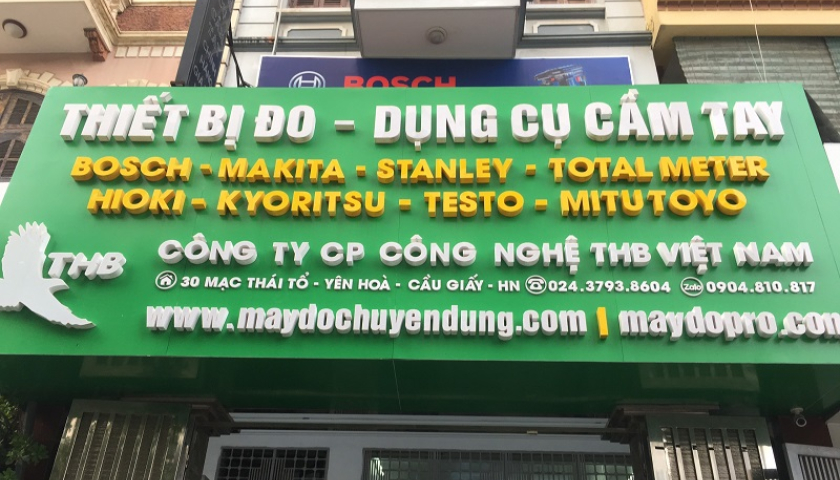 BOSCH
THIẾT BỊ ĐO - DỤNG CỤ CẦM TAY
BOSCH - MAKITA - STANLEY - TOTAL METER
HIOKI - KYORITSU - TESTO - MITUTOYO
THB
CÔNG TY CP CÔNG NGHỆ THB VIỆT NAM
30 MẠC THÁI TỔ - YÊN HOÀ - CẦU GIẤY - HN 024.3793.8604 Zalo 0904.810.817
www.maydochuyendung.com | maydopro.com